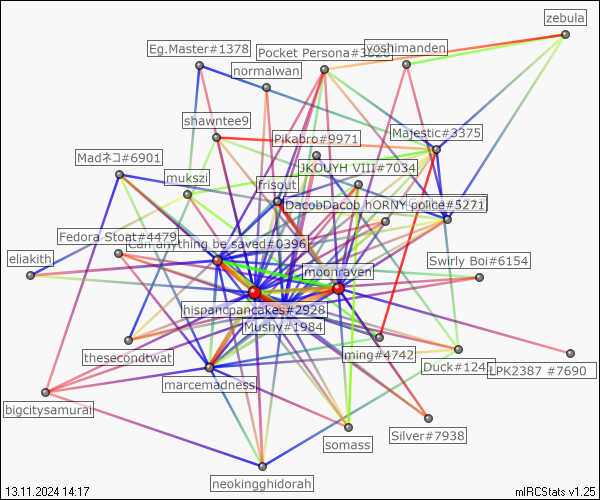 zebula
Eg.Master#1378
yoshimanden
Pocket
normalwan
shawntee9
Pikabro#9971
Majestic#3375
Madネコ#6901
JKOUYH VIII#7034
mukszi
frisout
DacobDacob hORNY police#5271
Fedora Stoat#4479
Can anything be saved#0396
eliakith
Swirly Boi#6154
moonraven
hispancpancakes#2928
Mushy#1984
thesecondtwat
ming#4742
Duck#124
LPK2387 #7690
marcemadness
bigcitysamurai
somass
Silver#7938
neokingghidorah
13.11.2024 14:17
mIRCStats v1.25